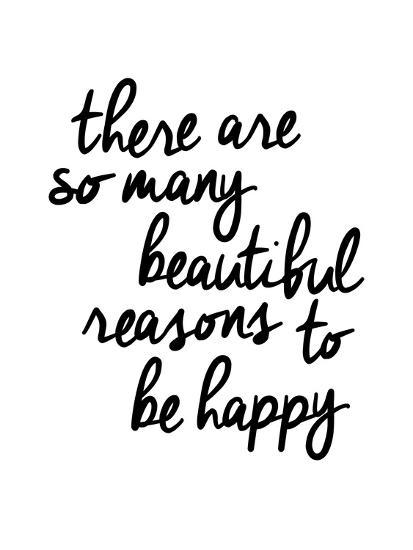 there are
so many
beautiful
reasons to
be happy